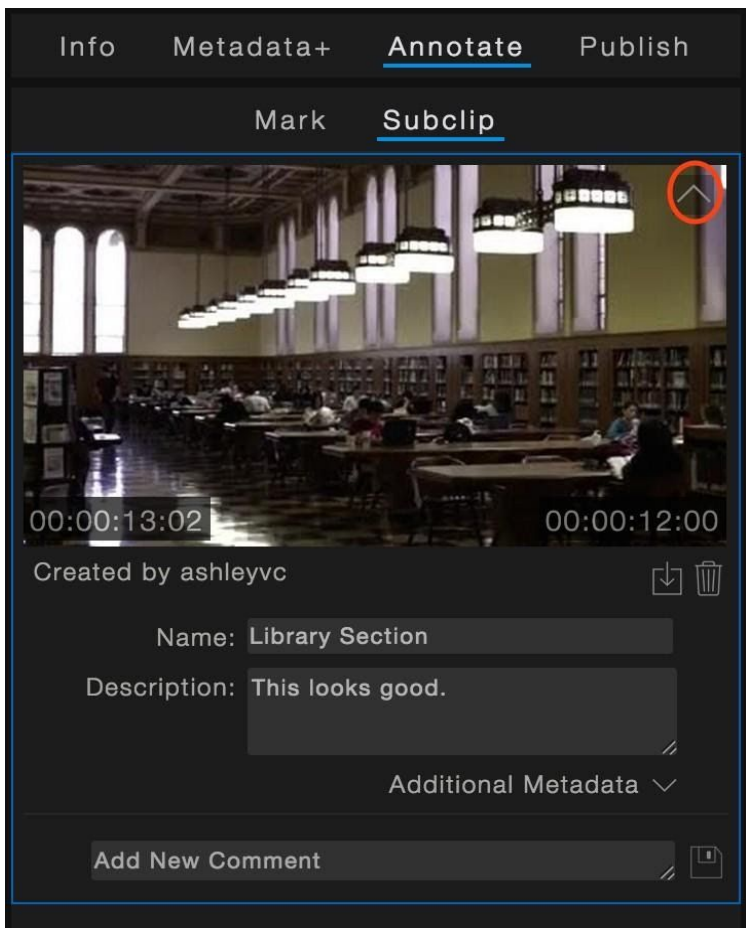 Info Metadata+ Annotate Publish
Mark Subclip
00:00:13:02 00:00:12:00
Created by ashleyvc
Name: Library Section
Description: This looks good.
Additional Metadata
Add New Comment